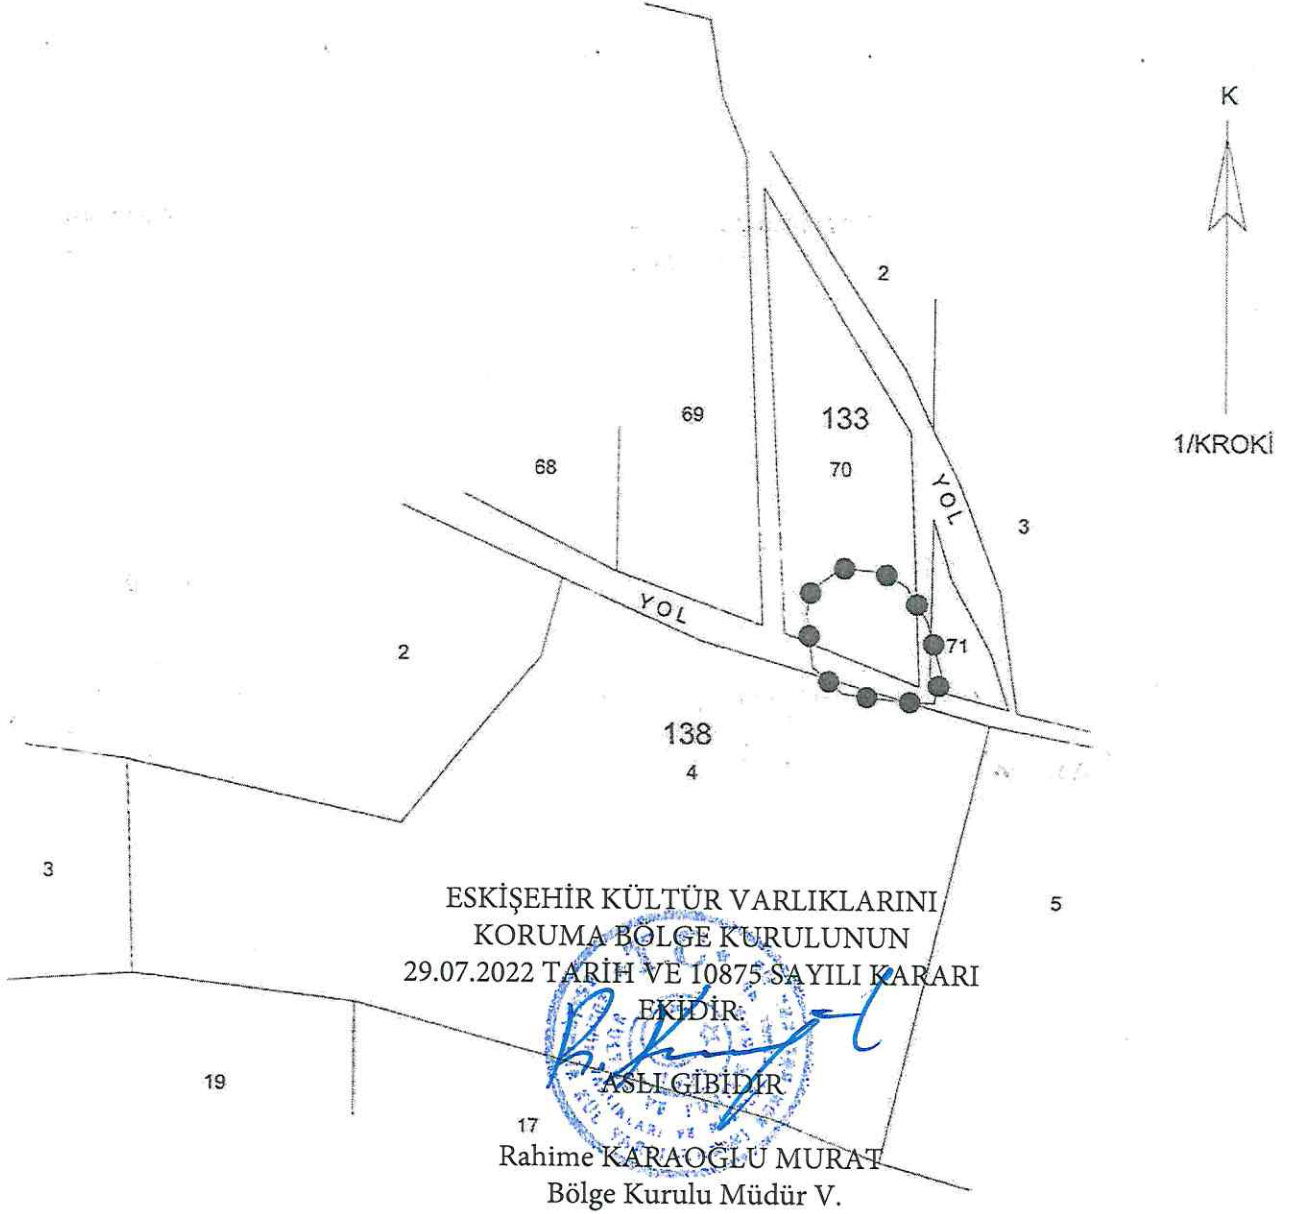 K
1/KROKİ
2
69
133
70
68
YOL
3
YOL
71
2
138
4
3
5
ESKİŞEHİR KÜLTÜR VARLIKLARINI
KORUMA BÖLGE KURULUNUN
29.07.2022 TARİH VE 10875 SAYILI KARARI
EKİDİR.
19
ASLI GİBİDİR
17
Rahime KARAOĞLU MURAT
Bölge Kurulu Müdür V.